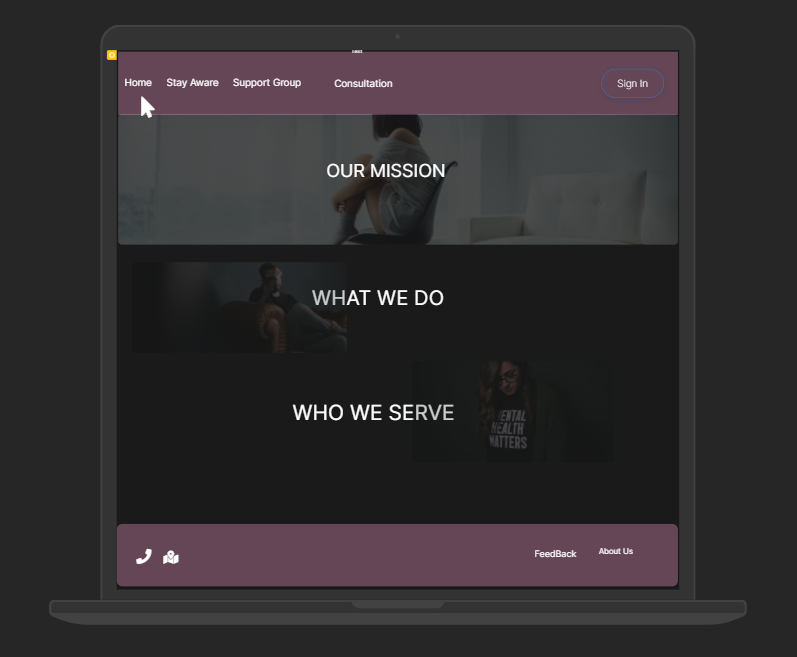 Home Stay Aware Support Group Consultation Sign In
OUR MISSION
WHAT WE DO
WHO WE SERVE
MENTAL
HEALTH
MATTERS
FeedBack About Us